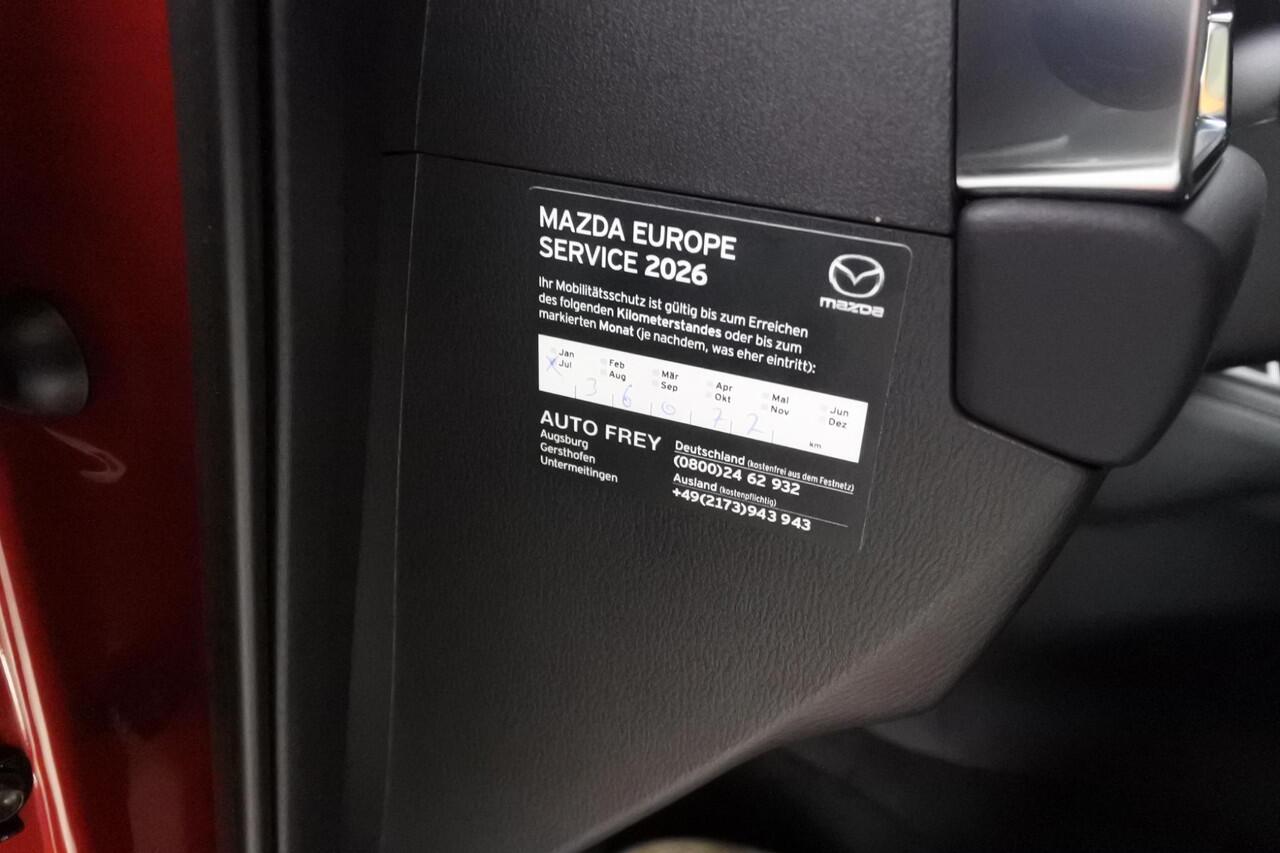 MAZDA EUROPE
SERVICE 2026
mazda
Ihr Mobilitätsschutz ist gültig bis zum Erreichen
des folgenden Kilometerstandes oder bis zum
markierten Monat (je nachdem, was eher eintritt):
Jan Feb Mär Apr Mai Jun
x Jul Aug Sep Okt Nov Dez
3 6 0 7 2 km
AUTO FREY
Augsburg
Gersthofen
Untermeitingen
Deutschland (kostenfrei aus dem Festnetz)
(0800)24 62 932
Ausland (kostenpflichtig)
+49(2173)943 943